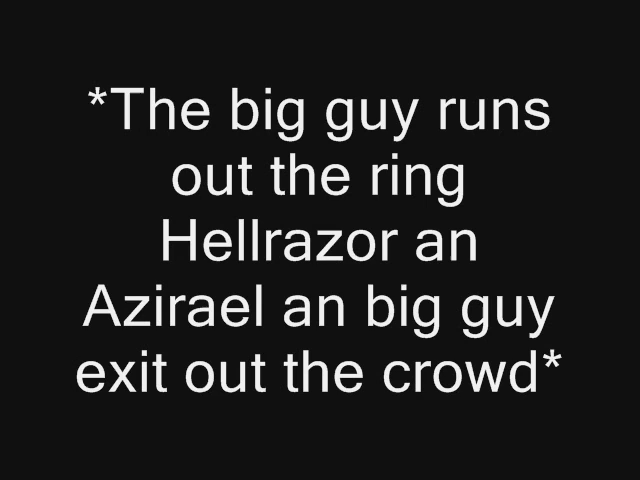 *The big guy runs
out the ring
Hellrazor an
Azirael an big guy
exit out the crowd*